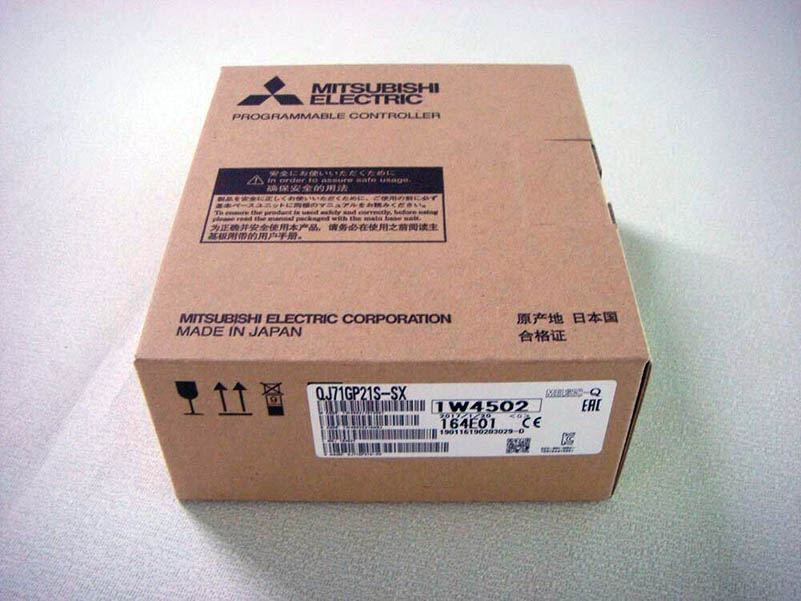 MITSUBISHI
ELECTRIC
PROGRAMMABLE CONTROLLER
安全にお使いいただくために
In order to assure safe usage.
确保安全的用法
製品を安全に正しくお使いいただくために、ご使用の前に必ず
基本ベースユニットに同梱のマニュアルをお読みください。
To ensure the product is used safely and correctly, before using
please read the manual packaged with the main base unit.
为正确并安全使用本产品，请务必在使用之前阅读主
基板附带的用户手册。
MITSUBISHI ELECTRIC CORPORATION
MADE IN JAPAN
原产地 日本国
合格证
QJ71GP21S-SX
-Q
1W4502
2017/1/20
164E01 CE
EAC
190116190203029-D